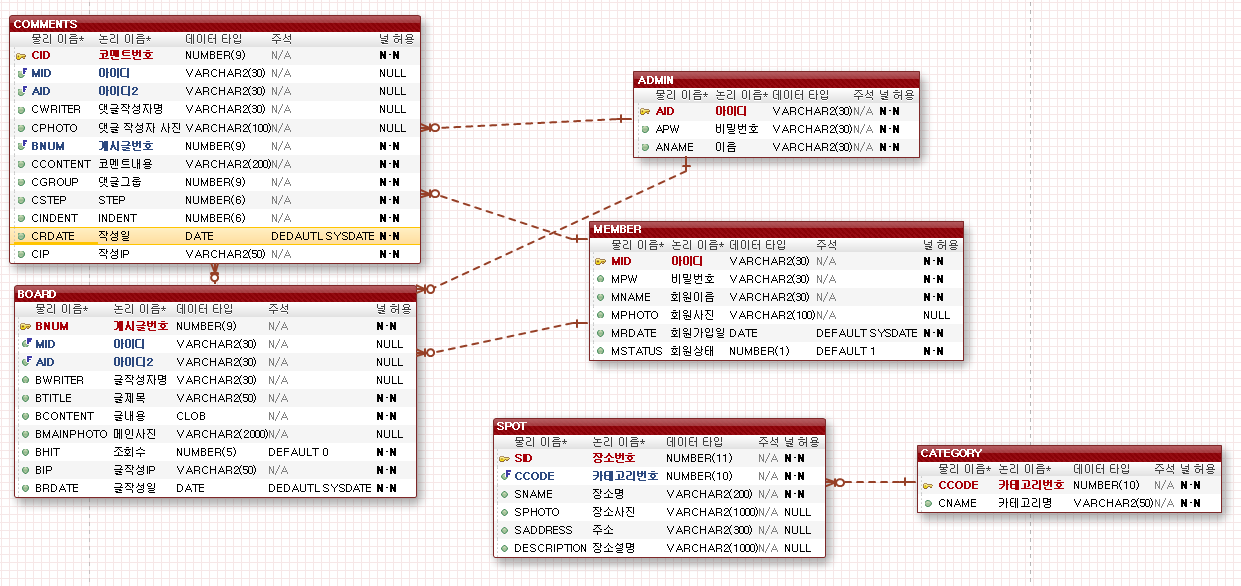 COMMENTS
물리 이름* 논리 이름* 데이터 타입 주석 널 허용
CID 코멘트번호 NUMBER(9) N/A N-N
MID 아이디 VARCHAR2(30) N/A NULL
AID 아이디2 VARCHAR2(30) N/A NULL
CWRITER 댓글작성자명 VARCHAR2(30) N/A NULL
CPHOTO 댓글 작성자 사진 VARCHAR2(100) N/A NULL
BNUM 게시글번호 NUMBER(9) N/A N-N
CCONTENT 코멘트내용 VARCHAR2(200) N/A N-N
CGROUP 댓글그룹 NUMBER(9) N/A N-N
CSTEP STEP NUMBER(6) N/A N-N
CINDENT INDENT NUMBER(6) N/A N-N
CRDATE 작성일 DATE DEDAUTL SYSDATE N-N
CIP 작성IP VARCHAR2(50) N/A N-N
ADMIN
물리 이름* 논리 이름* 데이터 타입 주석 널 허용
AID 아이디 VARCHAR2(30) N/A N-N
APW 비밀번호 VARCHAR2(30) N/A N-N
ANAME 이름 VARCHAR2(30) N/A N-N
MEMBER
물리 이름* 논리 이름* 데이터 타입 주석 널 허용
MID 아이디 VARCHAR2(30) N/A N-N
MPW 비밀번호 VARCHAR2(30) N/A N-N
MNAME 회원이름 VARCHAR2(30) N/A N-N
MPHOTO 회원사진 VARCHAR2(100) N/A NULL
MRDATE 회원가입일 DATE DEFAULT SYSDATE N-N
MSTATUS 회원상태 NUMBER(1) DEFAULT 1 N-N
BOARD
물리 이름* 논리 이름* 데이터 타입 주석 널 허용
BNUM 게시글번호 NUMBER(9) N/A N-N
MID 아이디 VARCHAR2(30) N/A NULL
AID 아이디2 VARCHAR2(30) N/A NULL
BWRITER 글작성자명 VARCHAR2(30) N/A NULL
BTITLE 글제목 VARCHAR2(50) N/A N-N
BCONTENT 글내용 CLOB N/A N-N
BMAINPHOTO 메인사진 VARCHAR2(2000) N/A NULL
BHIT 조회수 NUMBER(5) DEFAULT 0 N-N
BIP 글작성IP VARCHAR2(50) N/A N-N
BRDATE 글작성일 DATE DEDAUTL SYSDATE N-N
SPOT
물리 이름* 논리 이름* 데이터 타입 주석 널 허용
SID 장소번호 NUMBER(11) N/A N-N
CCODE 카테고리번호 NUMBER(10) N/A N-N
SNAME 장소명 VARCHAR2(200) N/A N-N
SPHOTO 장소사진 VARCHAR2(1000) N/A NULL
SADDRESS 주소 VARCHAR2(300) N/A NULL
DESCRIPTION 장소설명 VARCHAR2(1000) N/A NULL
CATEGORY
물리 이름* 논리 이름* 데이터 타입 주석 널 허용
CCODE 카테고리번호 NUMBER(10) N/A N-N
CNAME 카테고리명 VARCHAR2(50) N/A N-N